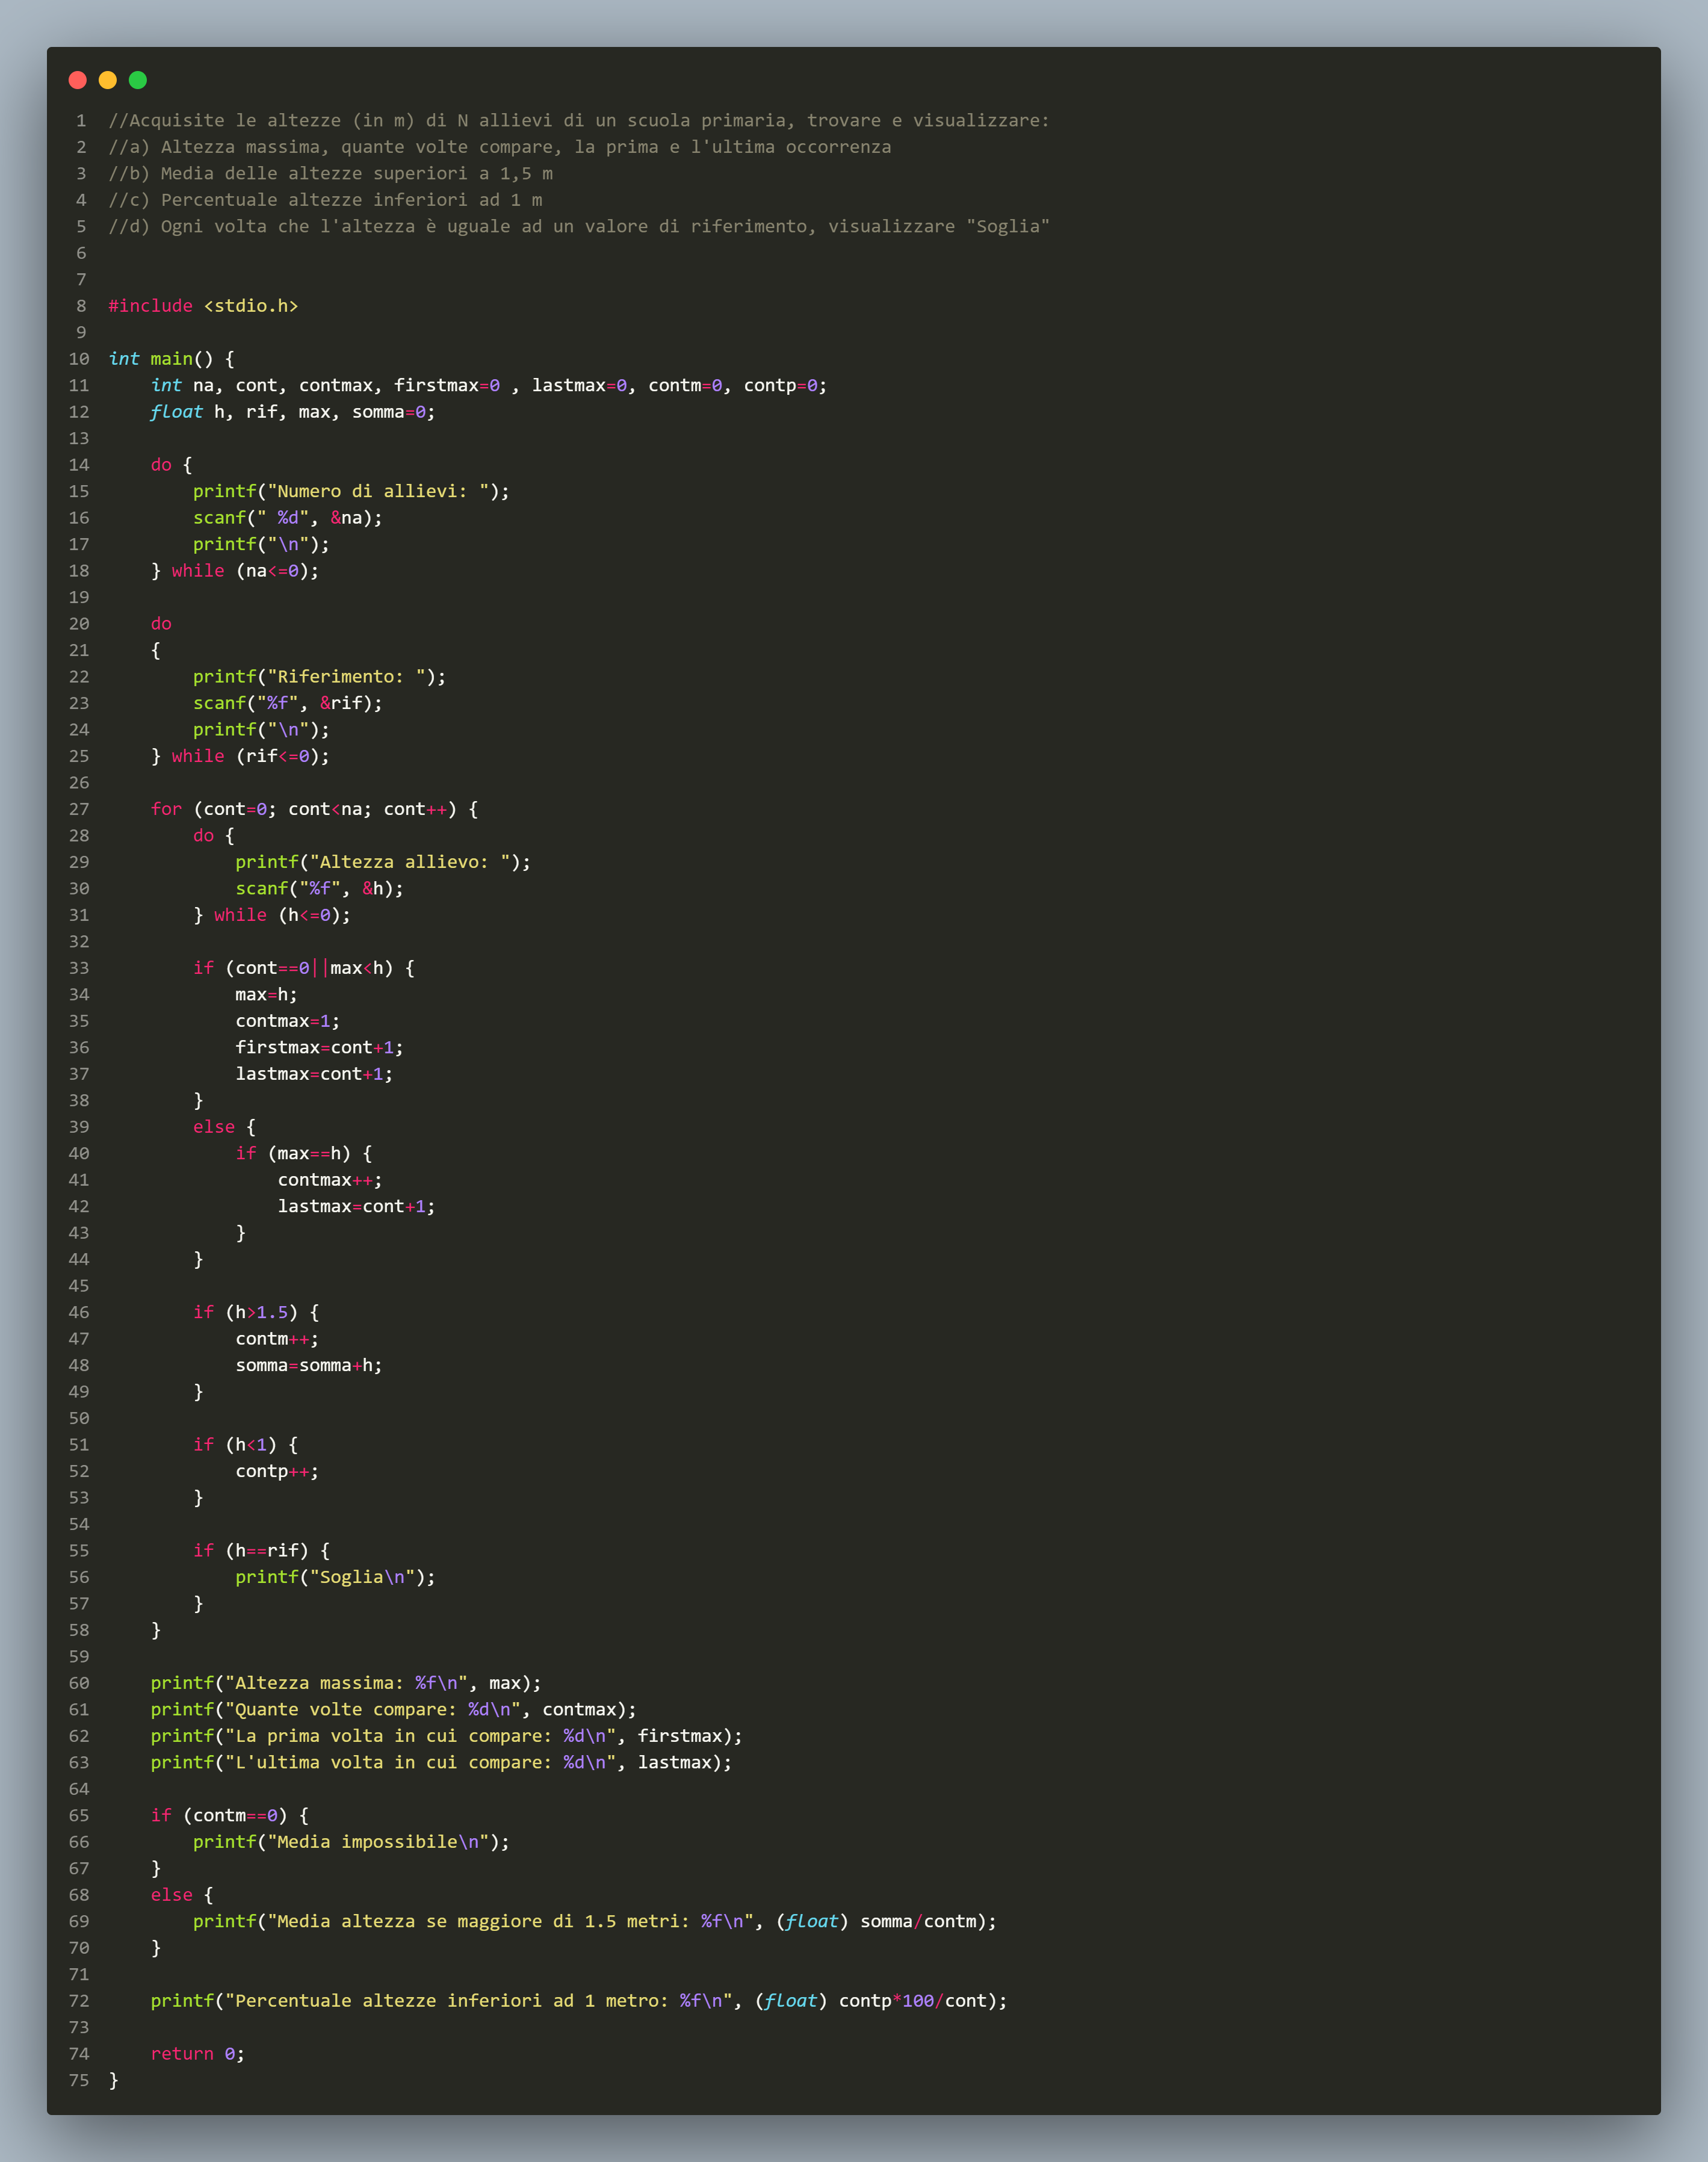 1 //Acquisite le altezze (in m) di N allievi di un scuola primaria, trovare e visualizzare:
2 //a) Altezza massima, quante volte compare, la prima e l'ultima occorrenza
3 //b) Media delle altezze superiori a 1,5 m
4 //c) Percentuale altezze inferiori ad 1 m
5 //d) Ogni volta che l'altezza è uguale ad un valore di riferimento, visualizzare "Soglia"
6
7
8 #include <stdio.h>
9
10 int main() {
11     int na, cont, contmax, firstmax=0 , lastmax=0, contm=0, contp=0;
12     float h, rif, max, somma=0;
13
14     do {
15         printf("Numero di allievi: ");
16         scanf(" %d", &na);
17         printf("\n");
18     } while (na<=0);
19
20     do
21     {
22         printf("Riferimento: ");
23         scanf("%f", &rif);
24         printf("\n");
25     } while (rif<=0);
26
27     for (cont=0; cont<na; cont++) {
28         do {
29             printf("Altezza allievo: ");
30             scanf("%f", &h);
31         } while (h<=0);
32
33         if (cont==0||max<h) {
34             max=h;
35             contmax=1;
36             firstmax=cont+1;
37             lastmax=cont+1;
38         }
39         else {
40             if (max==h) {
41                 contmax++;
42                 lastmax=cont+1;
43             }
44         }
45
46         if (h>1.5) {
47             contm++;
48             somma=somma+h;
49         }
50
51         if (h<1) {
52             contp++;
53         }
54
55         if (h==rif) {
56             printf("Soglia\n");
57         }
58     }
59
60     printf("Altezza massima: %f\n", max);
61     printf("Quante volte compare: %d\n", contmax);
62     printf("La prima volta in cui compare: %d\n", firstmax);
63     printf("L'ultima volta in cui compare: %d\n", lastmax);
64
65     if (contm==0) {
66         printf("Media impossibile\n");
67     }
68     else {
69         printf("Media altezza se maggiore di 1.5 metri: %f\n", (float) somma/contm);
70     }
71
72     printf("Percentuale altezze inferiori ad 1 metro: %f\n", (float) contp*100/cont);
73
74     return 0;
75 }